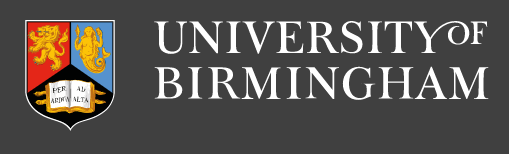 UNIVERSITY OF
BIRMINGHAM
PER AD
ARDUA ALTA